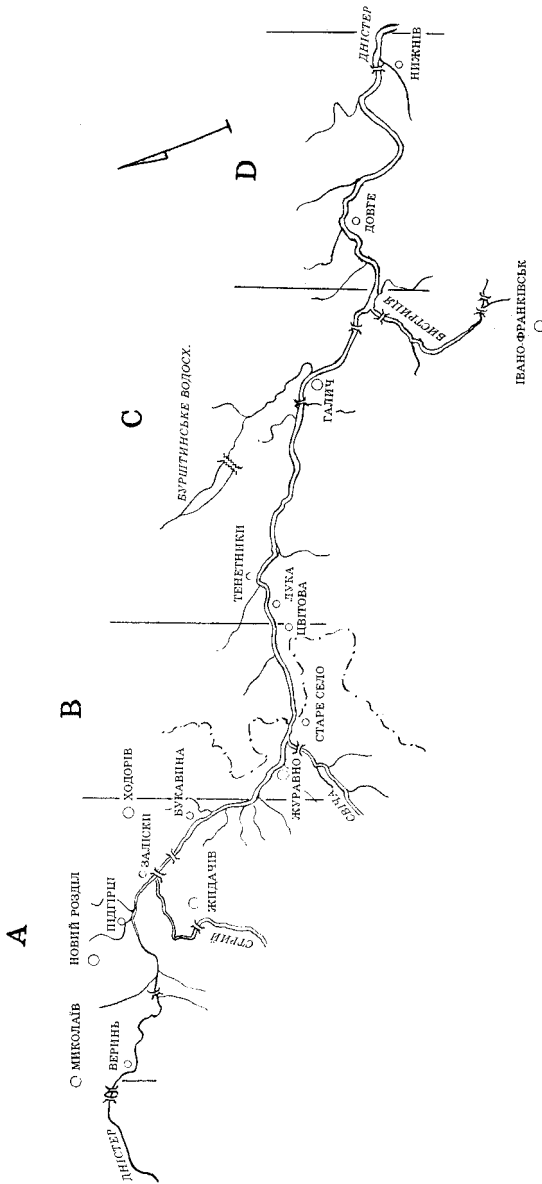 A
B
C
D
МИКОЛАЇВ
НОВИЙ РОЗДІЛ
ХОДОРІВ
ДНІСТЕР
ВЕРИНЬ
ПІДГІРЦІ
ЗАЛІСКИ
БУКАВИНА
СТРИЙ
ЖИДАЧІВ
ЖУРАВНО
СВІЧА
СТАРЕ СЕЛО
ЦВІТОВА
ЛУКА
ТЕНЕТНИКИ
БУРШТИНСЬКЕ ВОДОСХ.
ГАЛИЧ
БИСТРИЦЯ
ІВАНО-ФРАНКІВСЬК
ДОВГЕ
ДНІСТЕР
НИЖНІВ